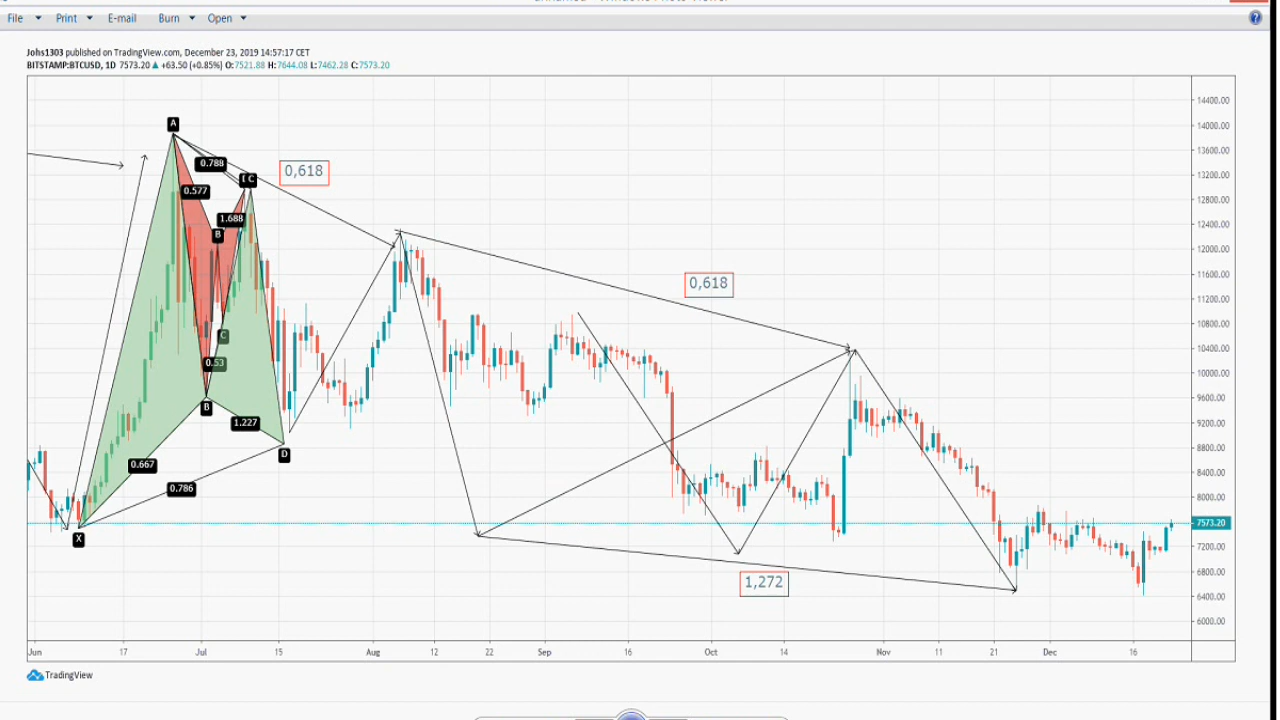 File Print E-mail Burn Open
Johs1303 published on TradingView.com, December 23, 2019 14:57:17 CET
BITSTAMP:BTCUSD, 1D 7573.20 ▲ +63.50 (+0.85%) O:7521.88 H:7644.08 L:7462.28 C:7573.20
14400.00
A
14000.00
0.788
13600.00
0,618
C
13200.00
0.577
12800.00
1.688
12400.00
B
12000.00
0,618
11600.00
11200.00
10800.00
C
10400.00
0.53
10000.00
9600.00
B
9200.00
1.227
8800.00
D
0.667
8400.00
0.786
8000.00
7573.20
X
7200.00
6800.00
1,272
6400.00
6000.00
Jun 17 Jul 15 Aug 12 22 Sep 16 Oct 14 Nov 11 21 Dec 16
TradingView